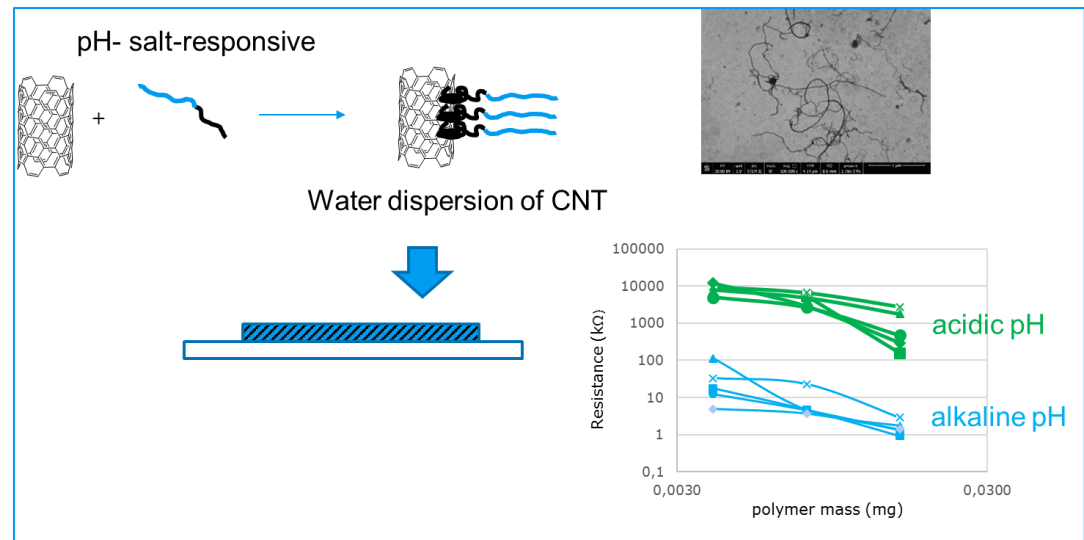 pH- salt-responsive
+
Water dispersion of CNT
100000
10000
1000
100
10
1
0,1
Resistance (kΩ)
acidic pH
alkaline pH
0,0030
0,0300
polymer mass (mg)